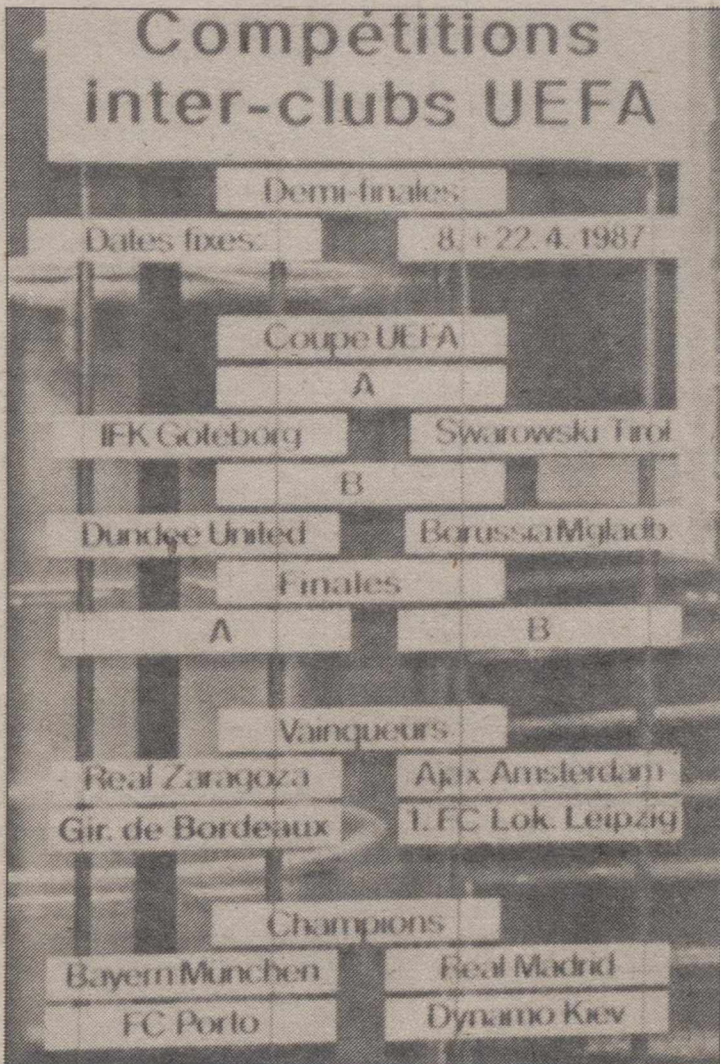 Compétitions
inter-clubs UEFA
Demi-finales
Dates fixes: 8. + 22. 4. 1987
Coupe UEFA
A
IFK Göteborg Swarowski Tirol
B
Dundee United Borussia Mgladb.
Finales
A B
Vainqueurs
Real Zaragoza Ajax Amsterdam
Gir. de Bordeaux 1. FC Lok. Leipzig
Champions
Bayern München Real Madrid
FC Porto Dynamo Kiev